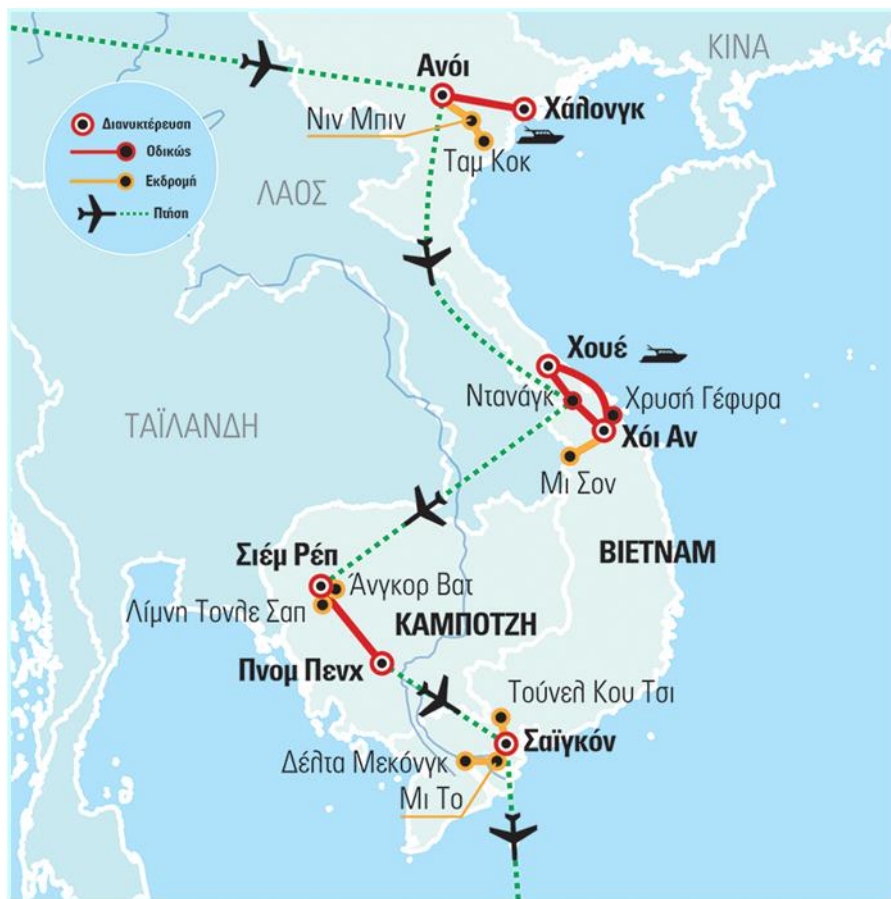 ΚΙΝΑ
Ανόι
Χάλονγκ
Νιν Μπιν
Ταμ Κοκ
Διανυκτέρευση
Οδικώς
Εκδρομή
Πτήση
ΛΑΟΣ
Χουέ
Ντανάγκ
Χρυσή Γέφυρα
Χόι Αν
Μι Σον
ΤΑΪΛΑΝΔΗ
ΒΙΕΤΝΑΜ
Σιέμ Ρέπ
Άνγκορ Βατ
Λίμνη Τονλε Σαπ
ΚΑΜΠΟΤΖΗ
Πνομ Πενχ
Τούνελ Κου Τσι
Σαϊγκόν
Δέλτα Μεκόνγκ
Μι Το